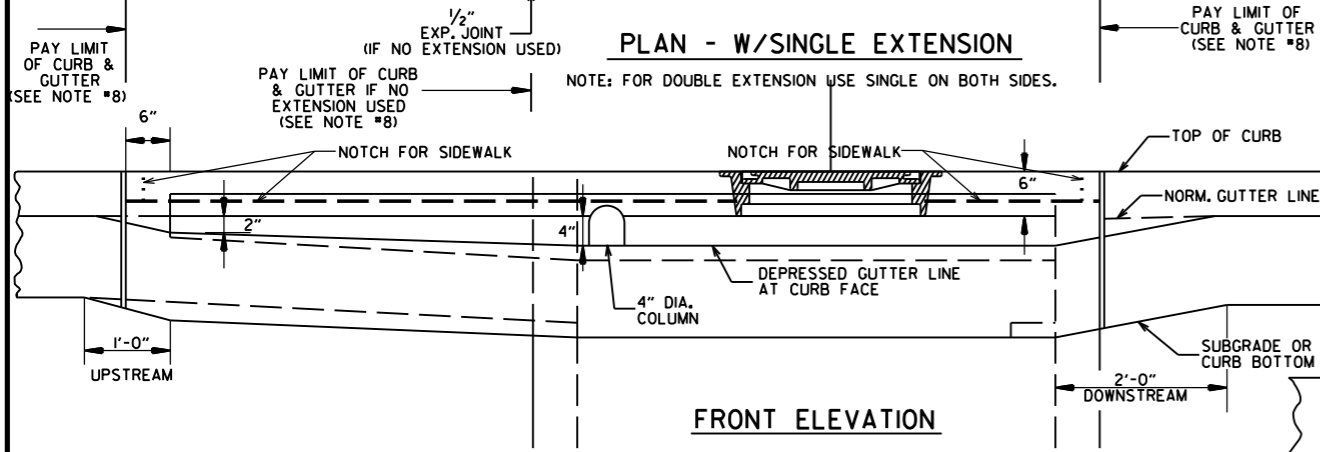 PAY LIMIT
OF CURB &
GUTTER
(SEE NOTE #8)
1/2"
EXP. JOINT
(IF NO EXTENSION USED)
PAY LIMIT OF CURB
& GUTTER IF NO
EXTENSION USED
(SEE NOTE #8)
PLAN - W/SINGLE EXTENSION
NOTE: FOR DOUBLE EXTENSION USE SINGLE ON BOTH SIDES.
PAY LIMIT OF
CURB & GUTTER
(SEE NOTE #8)
6"
NOTCH FOR SIDEWALK
NOTCH FOR SIDEWALK
TOP OF CURB
6"
NORM. GUTTER LINE
2"
4"
DEPRESSED GUTTER LINE
AT CURB FACE
4" DIA.
COLUMN
1'-0"
UPSTREAM
SUBGRADE OR
CURB BOTTOM
2'-0"
DOWNSTREAM
FRONT ELEVATION